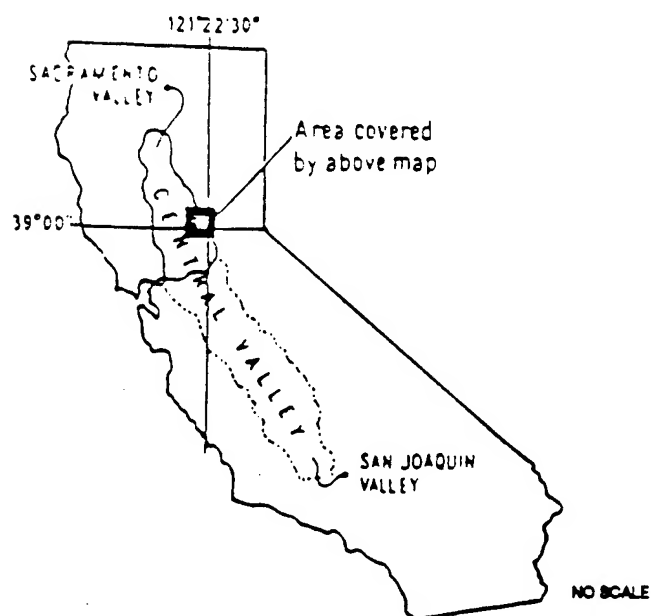 121°22'30"
SACRAMENTO
VALLEY
Area covered
by above map
39°00'
CENTRAL VALLEY
SAN JOAQUIN
VALLEY
NO SCALE